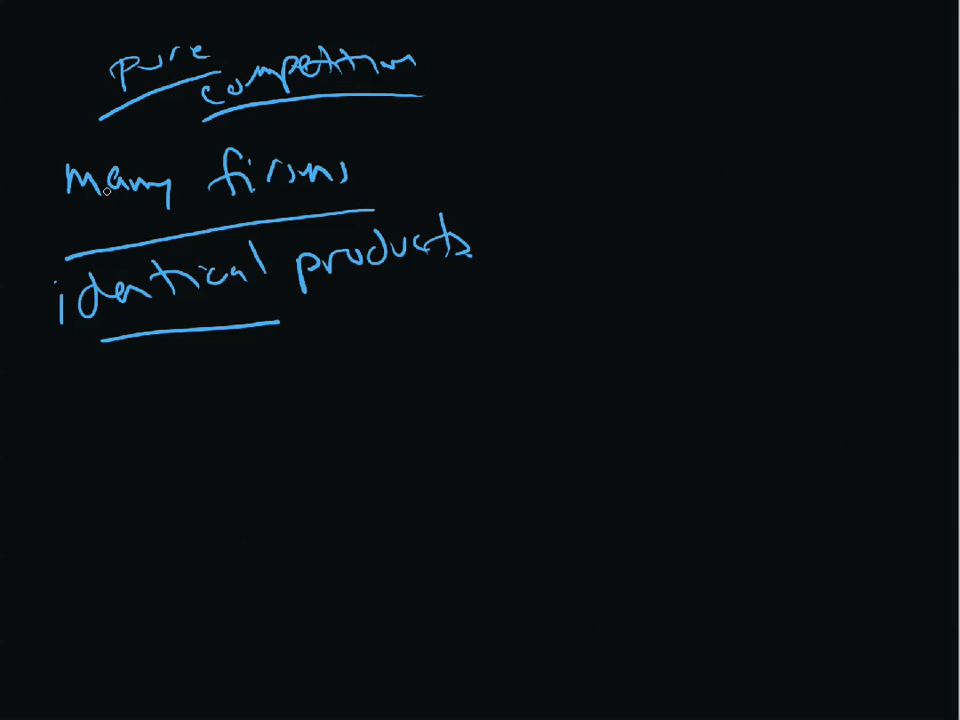 pure competition
many firms
identical products